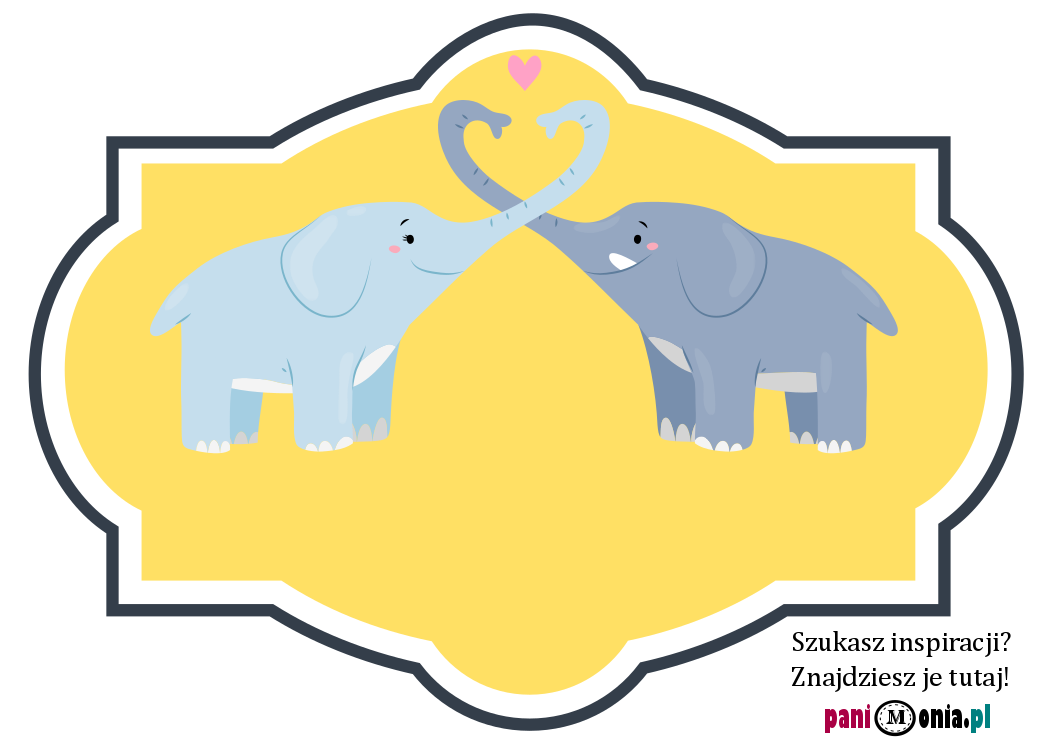 Szukasz inspiracji?
Znajdziesz je tutaj!
paniMonia.pl